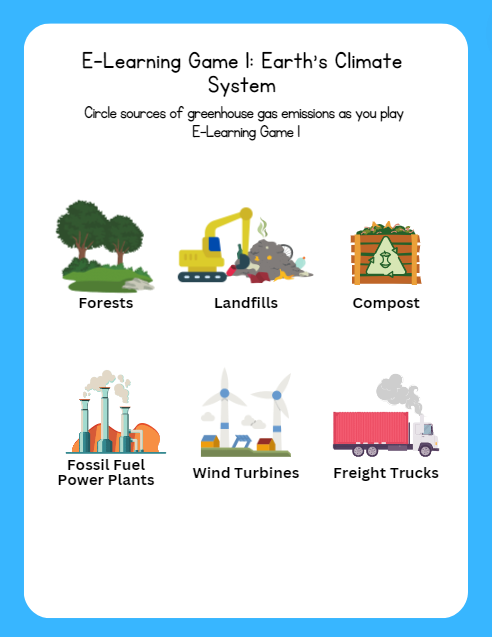 E-Learning Game 1: Earth's Climate
System
Circle sources of greenhouse gas emissions as you play
E-Learning Game 1
Forests
Landfills
Compost
Fossil Fuel
Power Plants
Wind Turbines
Freight Trucks